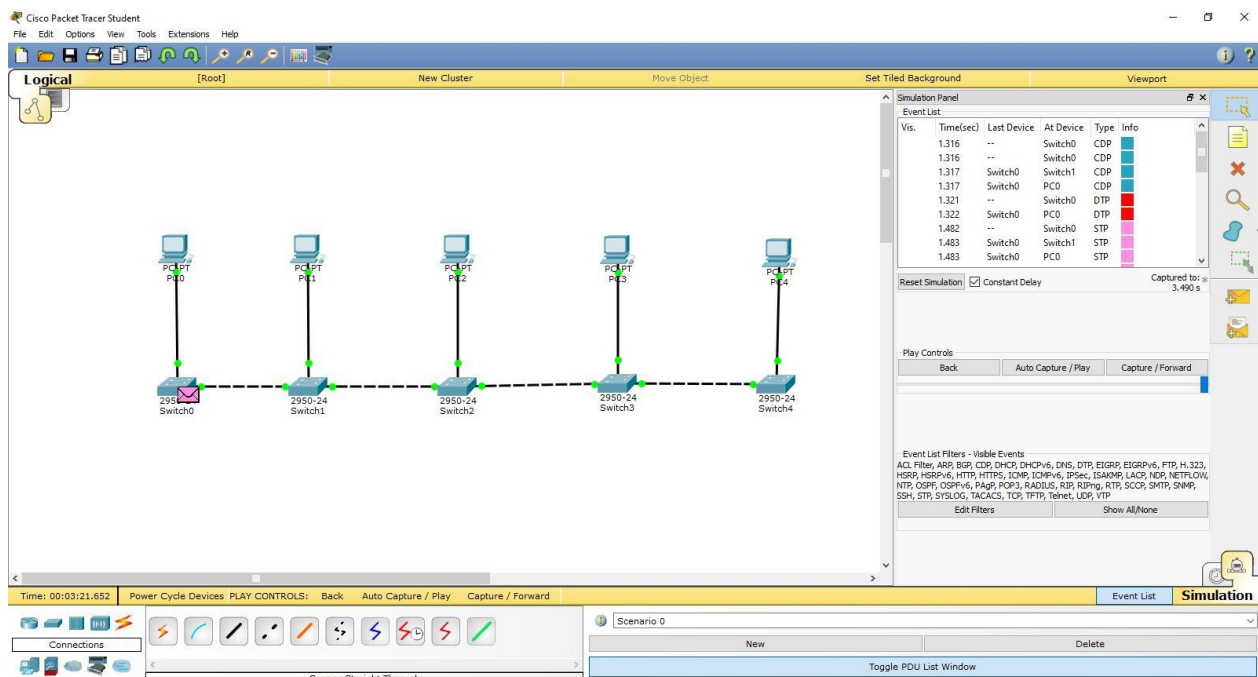 Cisco Packet Tracer Student
File Edit Options View Tools Extensions Help
Logical [Root] New Cluster Move Object Set Tiled Background Viewport
Simulation Panel
Event List
Vis. Time(sec) Last Device At Device Type Info
1.316 -- Switch0 CDP
1.316 -- Switch0 CDP
1.317 Switch0 Switch1 CDP
1.317 Switch0 PC0 CDP
1.321 -- Switch0 DTP
1.322 Switch0 PC0 DTP
1.482 -- Switch0 STP
1.483 Switch0 Switch1 STP
1.483 Switch0 PC0 STP
Reset Simulation Constant Delay Captured to: *
3.490 s
PC-PT PC-PT PC-PT PC-PT PC-PT
PC0 PC1 PC2 PC3 PC4
Play Controls
Back Auto Capture / Play Capture / Forward
2950-24 2950-24 2950-24 2950-24
Switch0 Switch1 Switch2 Switch3 Switch4
Event List Filters - Visible Events
ACL Filter, ARP, BGP, CDP, DHCP, DHCPv6, DNS, DTP, EIGRP, EIGRPv6, FTP, H.323,
HSRP, HSRPv6, HTTP, HTTPS, ICMP, ICMPv6, IPSec, ISAKMP, LACP, NDP, NETFLOW,
NTP, OSPF, OSPFv6, PAgP, POP3, RADIUS, RIP, RIPng, RTP, SCCP, SMTP, SNMP,
SSH, STP, SYSLOG, TACACS, TCP, TFTP, Telnet, UDP, VTP
Edit Filters Show All/None
Time: 00:03:21.652 Power Cycle Devices PLAY CONTROLS: Back Auto Capture / Play Capture / Forward Event List Simulation
Connections
Scenario 0
New Delete
Toggle PDU List Window